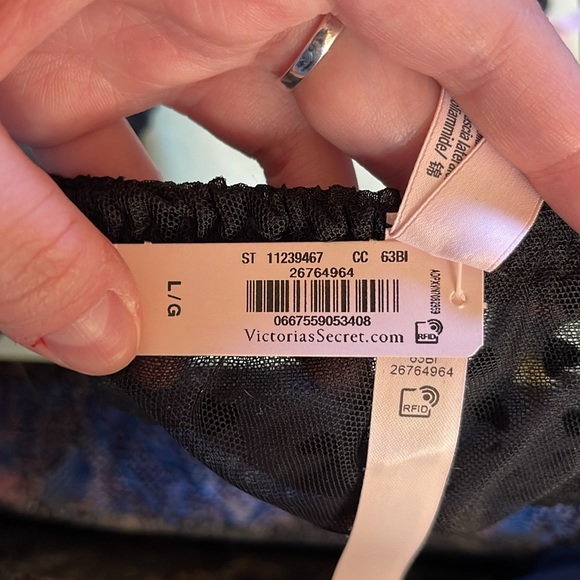 ST 11239467 CC 63BI
26764964
0667559053408
VictoriasSecret.com
L/G
RFID
63BI
26764964
RFID